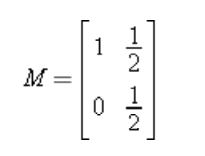 M = [ 1 1/2
0 1/2 ]